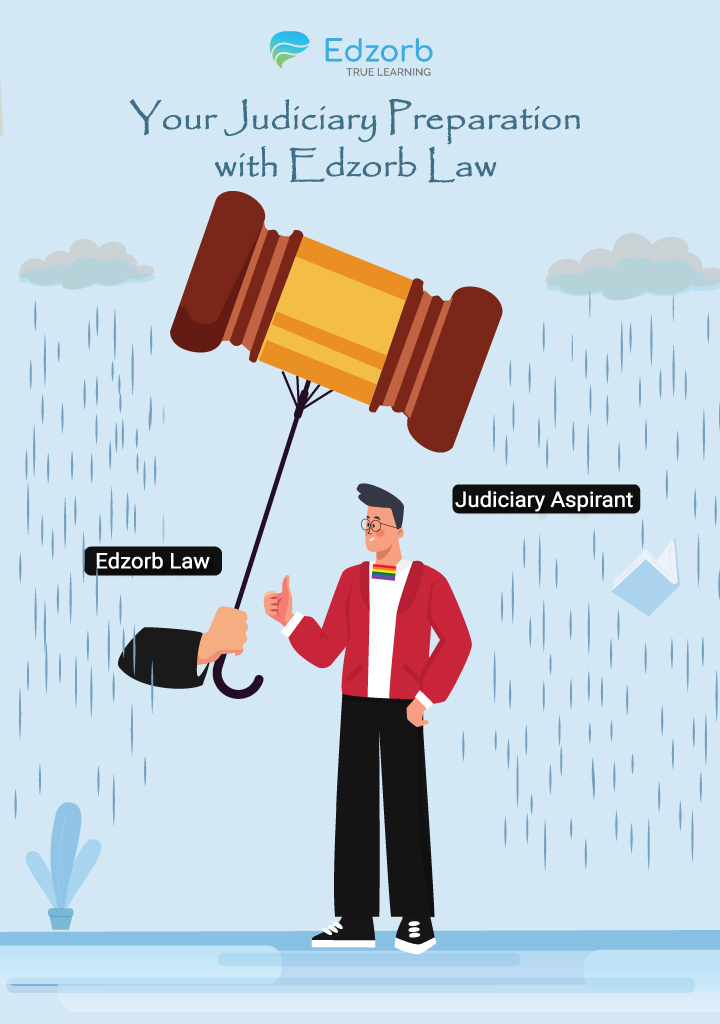 Edzorb
TRUE LEARNING
Your Judiciary Preparation
with Edzorb Law
Judiciary Aspirant
Edzorb Law